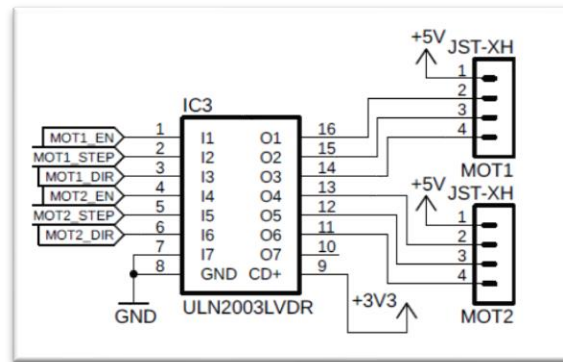 +5V
JST-XH
1
2
3
4
MOT1
IC3
MOT1_EN 1 I1 O1 16
MOT1_STEP 2 I2 O2 15
MOT1_DIR 3 I3 O3 14
MOT2_EN 4 I4 O4 13
MOT2_STEP 5 I5 O5 12
MOT2_DIR 6 I6 O6 11
7 I7 O7 10
8 GND CD+ 9
ULN2003LVDR
GND
+3V3
+5V
JST-XH
1
2
3
4
MOT2